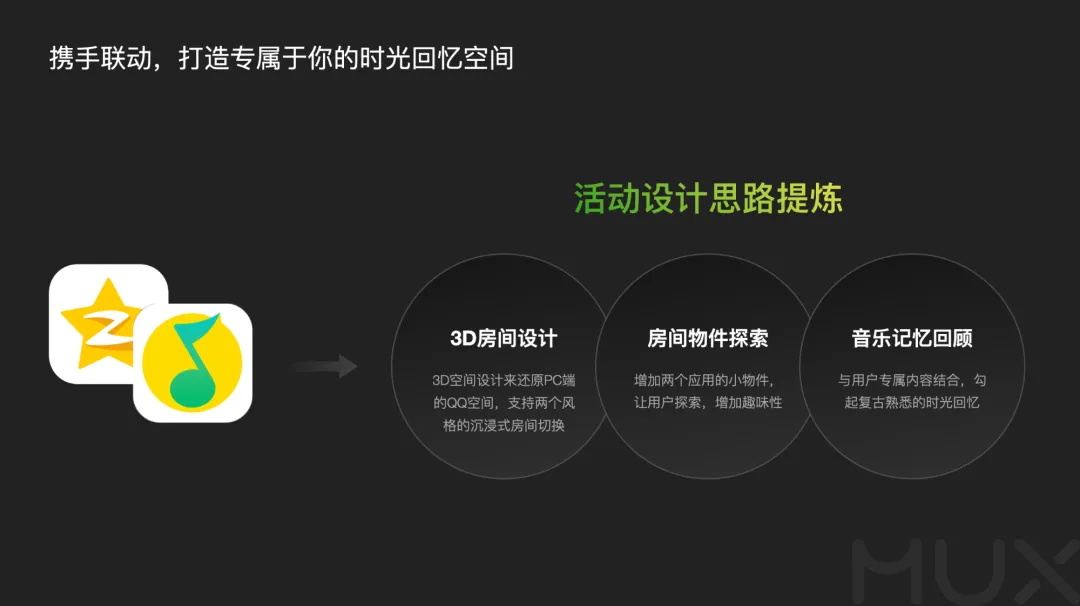 携手联动，打造专属于你的时光回忆空间
活动设计思路提炼
3D房间设计
3D空间设计来还原PC端
的QQ空间，支持两个风
格的沉浸式房间切换
房间物件探索
增加两个应用的小物件，
让用户探索，增加趣味性
音乐记忆回顾
与用户专属内容结合，勾
起复古熟悉的时光回忆
MUX